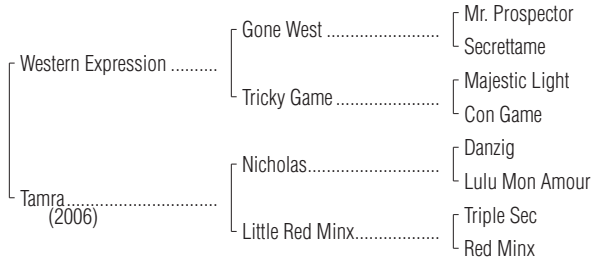 Mr. Prospector
Gone West ......................
Secrettame
Western Expression ..........
Majestic Light
Tricky Game .....................
Con Game
Danzig
Nicholas..........................
Lulu Mon Amour
Tamra..............................
(2006)
Triple Sec
Little Red Minx.................
Red Minx